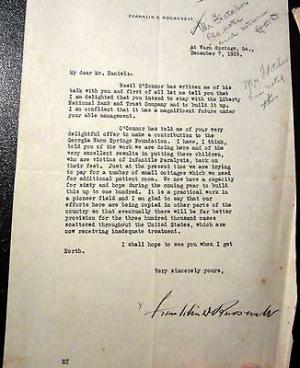 FRANKLIN D. ROOSEVELT
At Warm Springs, Ga.,
December 7, 1928.
My dear Mr. Daniels:
Basil O'Connor has written me of his
talk with you and first of all let me tell you that I
am delighted that you intend to stay with the Liberty
National Bank and Trust Company and to build it up.
I am confident that it has a magnificent future under
your able management.
O'Connor has told me of your very
delightful offer to make a contribution to the
Georgia Warm Springs Foundation. I have, I think,
told you of the work we are doing here and of the
very excellent results in putting these children,
who are victims of Infantile Paralysis, back on
their feet. Just at the present time we are trying
to pay for a number of small cottages which we need
for additional patient room. We now have a capacity
for sixty and hope during the coming year to build
this up to one hundred. It is a practical work in
a pioneer field and I am glad to say that our
efforts here are being copied in other parts of the
country so that eventually there will be far better
provision for the three hundred thousand cases
scattered throughout the United States, which are
now receiving inadequate treatment.
I shall hope to see you when I get
North.
Very sincerely yours,
Franklin D Roosevelt